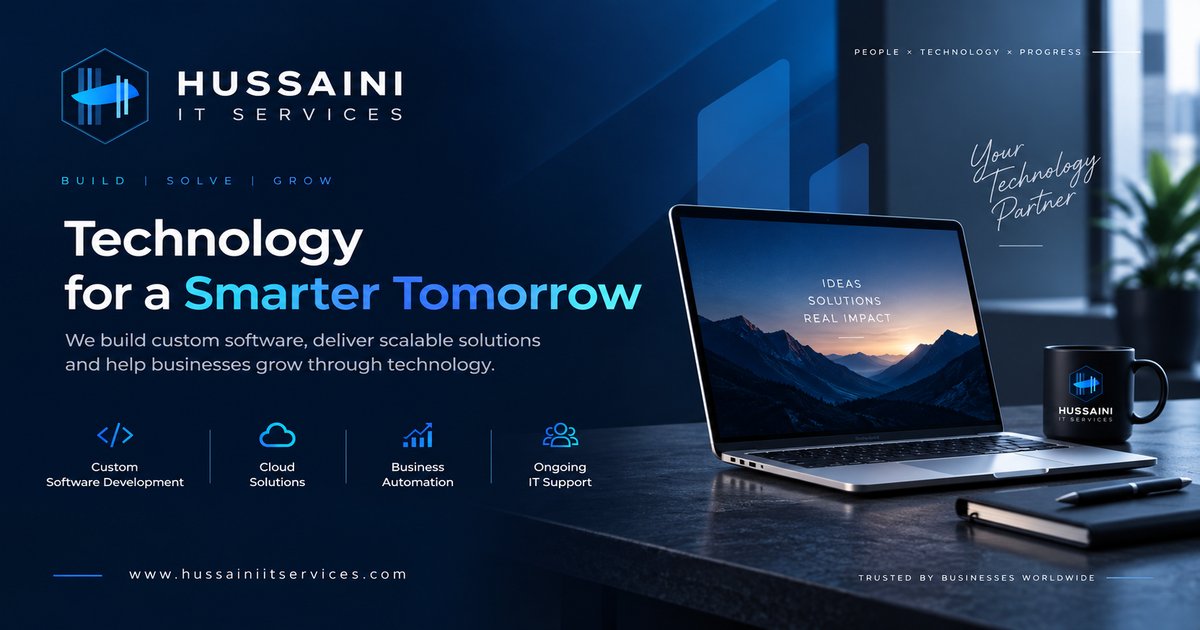 HUSSAINI
IT SERVICES
PEOPLE × TECHNOLOGY × PROGRESS
BUILD | SOLVE | GROW
Technology
for a Smarter Tomorrow
We build custom software, deliver scalable solutions
and help businesses grow through technology.
Custom
Software Development
Cloud
Solutions
Business
Automation
Ongoing
IT Support
www.hussainiitservices.com
Your
Technology
Partner
IDEAS
SOLUTIONS
REAL IMPACT
HUSSAINI
IT SERVICES
TRUSTED BY BUSINESSES WORLDWIDE